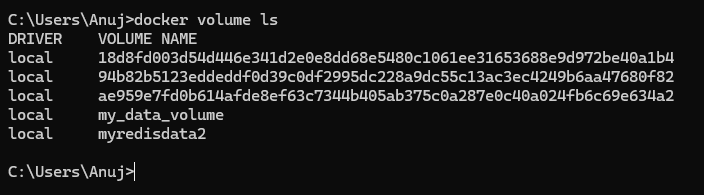 C:\Users\Anuj>docker volume ls
DRIVER    VOLUME NAME
local     18d8fd003d54d446e341d2e0e8dd68e5480c1061ee31653688e9d972be40a1b4
local     94b82b5123eddeddf0d39c0df2995dc228a9dc55c13ac3ec4249b6aa47680f82
local     ae959e7fd0b614afde8ef63c7344b405ab375c0a287e0c40a024fb6c69e634a2
local     my_data_volume
local     myredisdata2
C:\Users\Anuj>